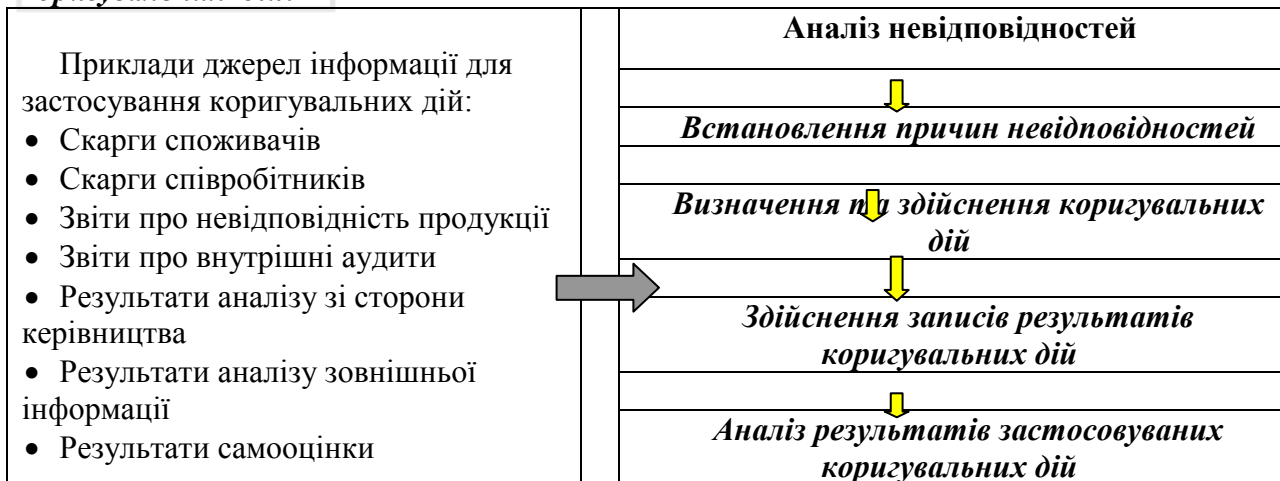 Приклади джерел інформації для
застосування коригувальних дій:
• Скарги споживачів
• Скарги співробітників
• Звіти про невідповідність продукції
• Звіти про внутрішні аудити
• Результати аналізу зі сторони
керівництва
• Результати аналізу зовнішньої
інформації
• Результати самооцінки
Аналіз невідповідностей
Встановлення причин невідповідностей
Визначення та здійснення коригувальних
дій
Здійснення записів результатів
коригувальних дій
Аналіз результатів застосовуваних
коригувальних дій